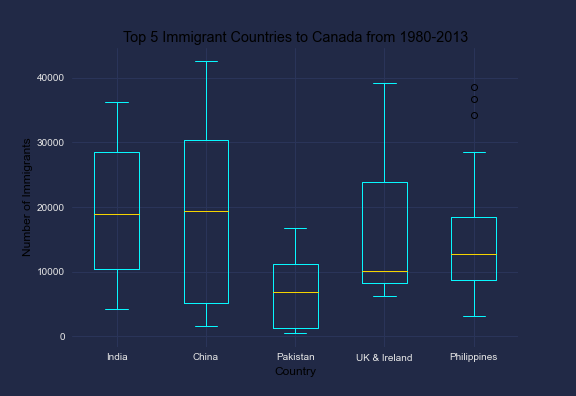 Top 5 Immigrant Countries to Canada from 1980-2013
Number of Immigrants
40000
30000
20000
10000
0
India China Pakistan UK & Ireland Philippines
Country